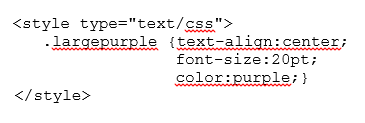 <style type="text/css">
   .largepurple {text-align:center;
                 font-size:20pt;
                 color:purple;}
</style>